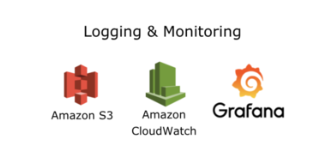 Logging & Monitoring
Amazon S3
Amazon
CloudWatch
Grafana